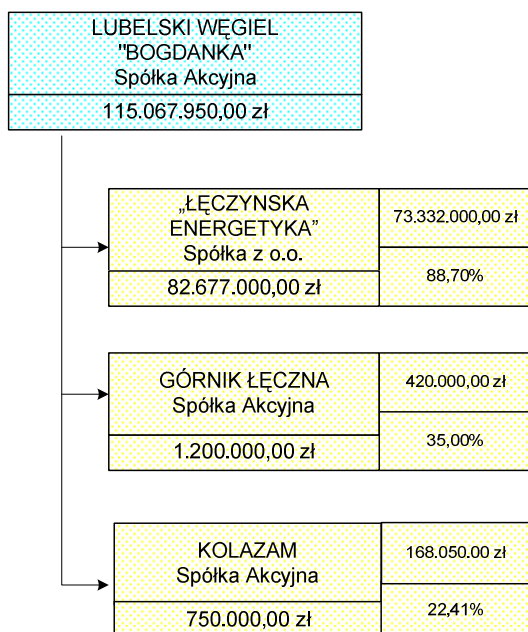 LUBELSKI WĘGIEL
"BOGDANKA"
Spółka Akcyjna
115.067.950,00 zł
„ŁĘCZYNSKA
ENERGETYKA”
Spółka z o.o.
82.677.000,00 zł
73.332.000,00 zł
88,70%
GÓRNIK ŁĘCZNA
Spółka Akcyjna
1.200.000,00 zł
420.000,00 zł
35,00%
KOLAZAM
Spółka Akcyjna
750.000,00 zł
168.050.00 zł
22,41%